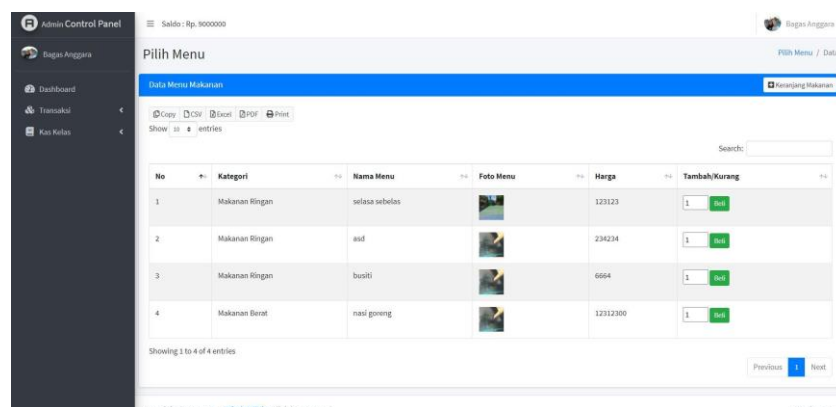 R Admin Control Panel
Saldo : Rp. 9000000
Bagas Anggara
Bagas Anggara
Dashboard
Transaksi
Kas Kelas
Pilih Menu
Pilih Menu / Dat
Data Menu Makanan
Keranjang Makanan
Copy CSV Excel PDF Print
Show 10 entries
Search:
No Kategori Nama Menu Foto Menu Harga Tambah/Kurang
1 Makanan Ringan selasa sebelas 123123 1 Beli
2 Makanan Ringan asd 234234 1 Beli
3 Makanan Ringan busiti 6664 1 Beli
4 Makanan Berat nasi goreng 12312300 1 Beli
Showing 1 to 4 of 4 entries
Previous 1 Next